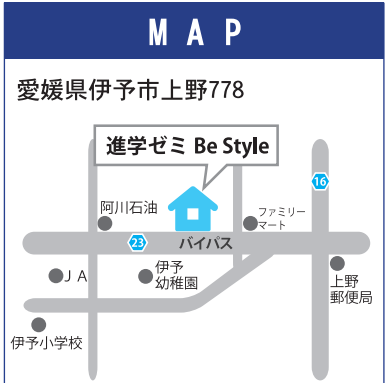 MAP
愛媛県伊予市上野778
進学ゼミ Be Style
16
阿川石油
ファミリー
マート
23
バイパス
JA
伊予
幼稚園
上野
郵便局
伊予小学校